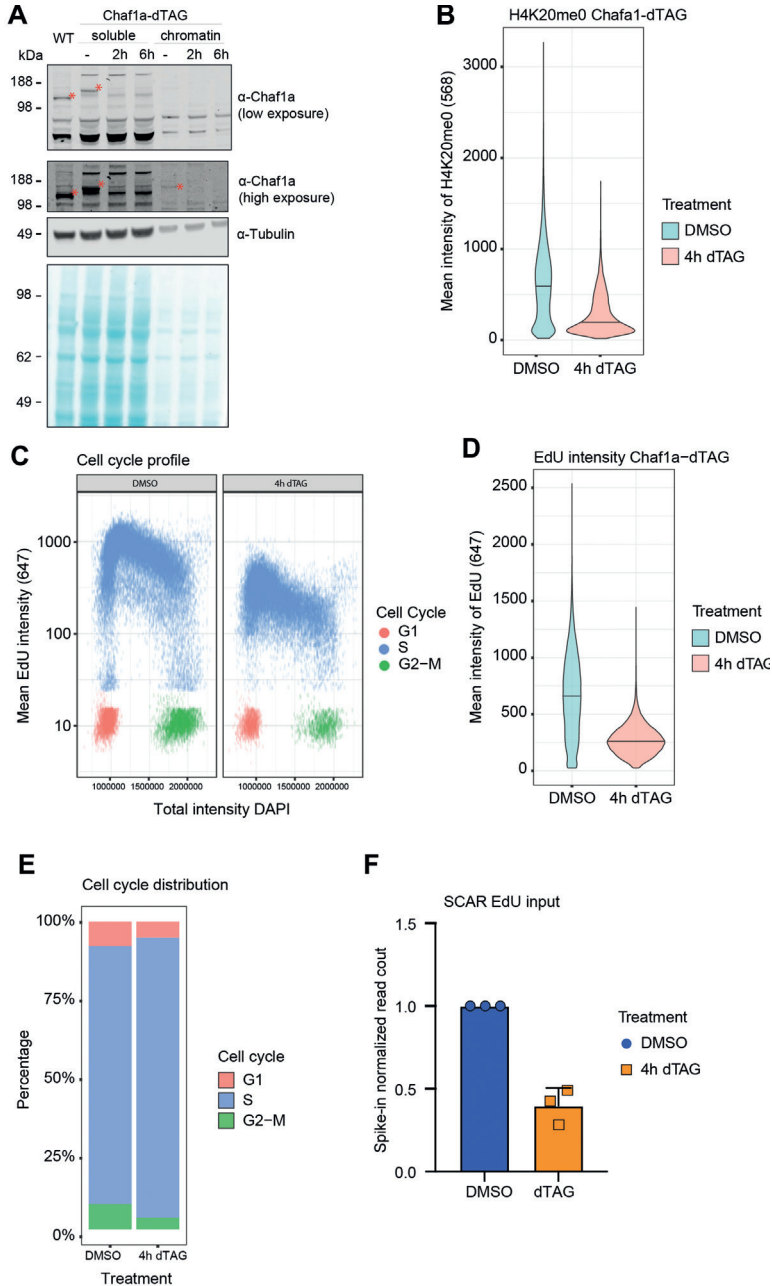 A
Chaf1a-dTAG
WT soluble chromatin
kDa - 2h 6h - 2h 6h
188
98
*
*
α-Chaf1a
(low exposure)
188
98
*
*
*
α-Chaf1a
(high exposure)
49
α-Tubulin
98
62
49
B
H4K20me0 Chafa1-dTAG
Mean intensity of H4K20me0 (568)
3000
2000
1000
0
DMSO 4h dTAG
Treatment
DMSO
4h dTAG
C
Cell cycle profile
DMSO 4h dTAG
Mean EdU intensity (647)
1000
100
10
1000000 1500000 2000000 1000000 1500000 2000000
Total intensity DAPI
Cell Cycle
G1
S
G2-M
D
EdU intensity Chaf1a-dTAG
Mean intensity of EdU (647)
2500
2000
1500
1000
500
0
DMSO 4h dTAG
Treatment
DMSO
4h dTAG
E
Cell cycle distribution
Percentage
100%
75%
50%
25%
0%
DMSO 4h dTAG
Treatment
Cell cycle
G1
S
G2-M
F
SCAR EdU input
Spike-in normalized read cout
1.5
1.0
0.5
0.0
DMSO dTAG
Treatment
DMSO
4h dTAG